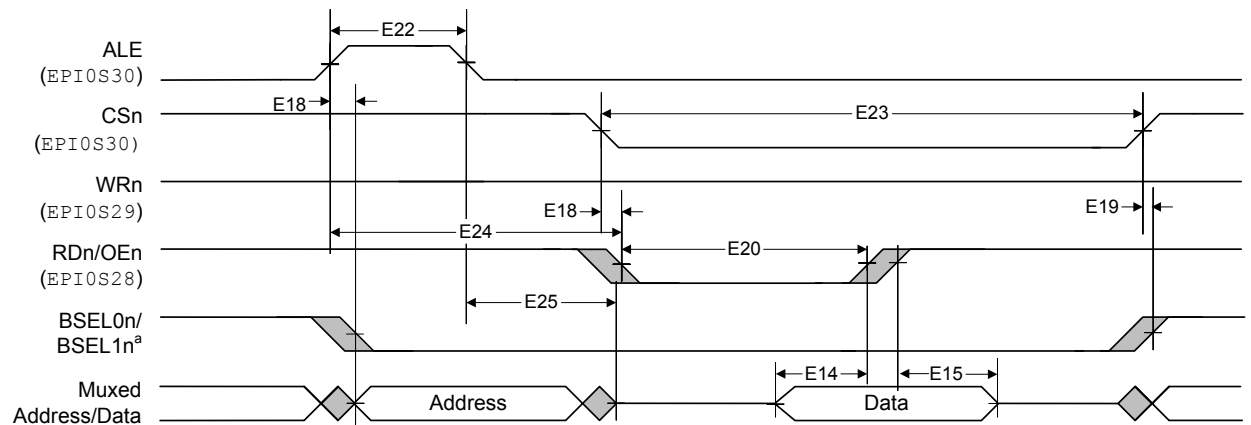 E22
ALE
(EPI0S30)
E18
CSn
E23
(EPI0S30)
WRn
(EPI0S29)
E18
E19
E24
RDn/OEn
E20
(EPI0S28)
E25
BSEL0n/
BSEL1nᵃ
E14
E15
Muxed
Address/Data
Address
Data